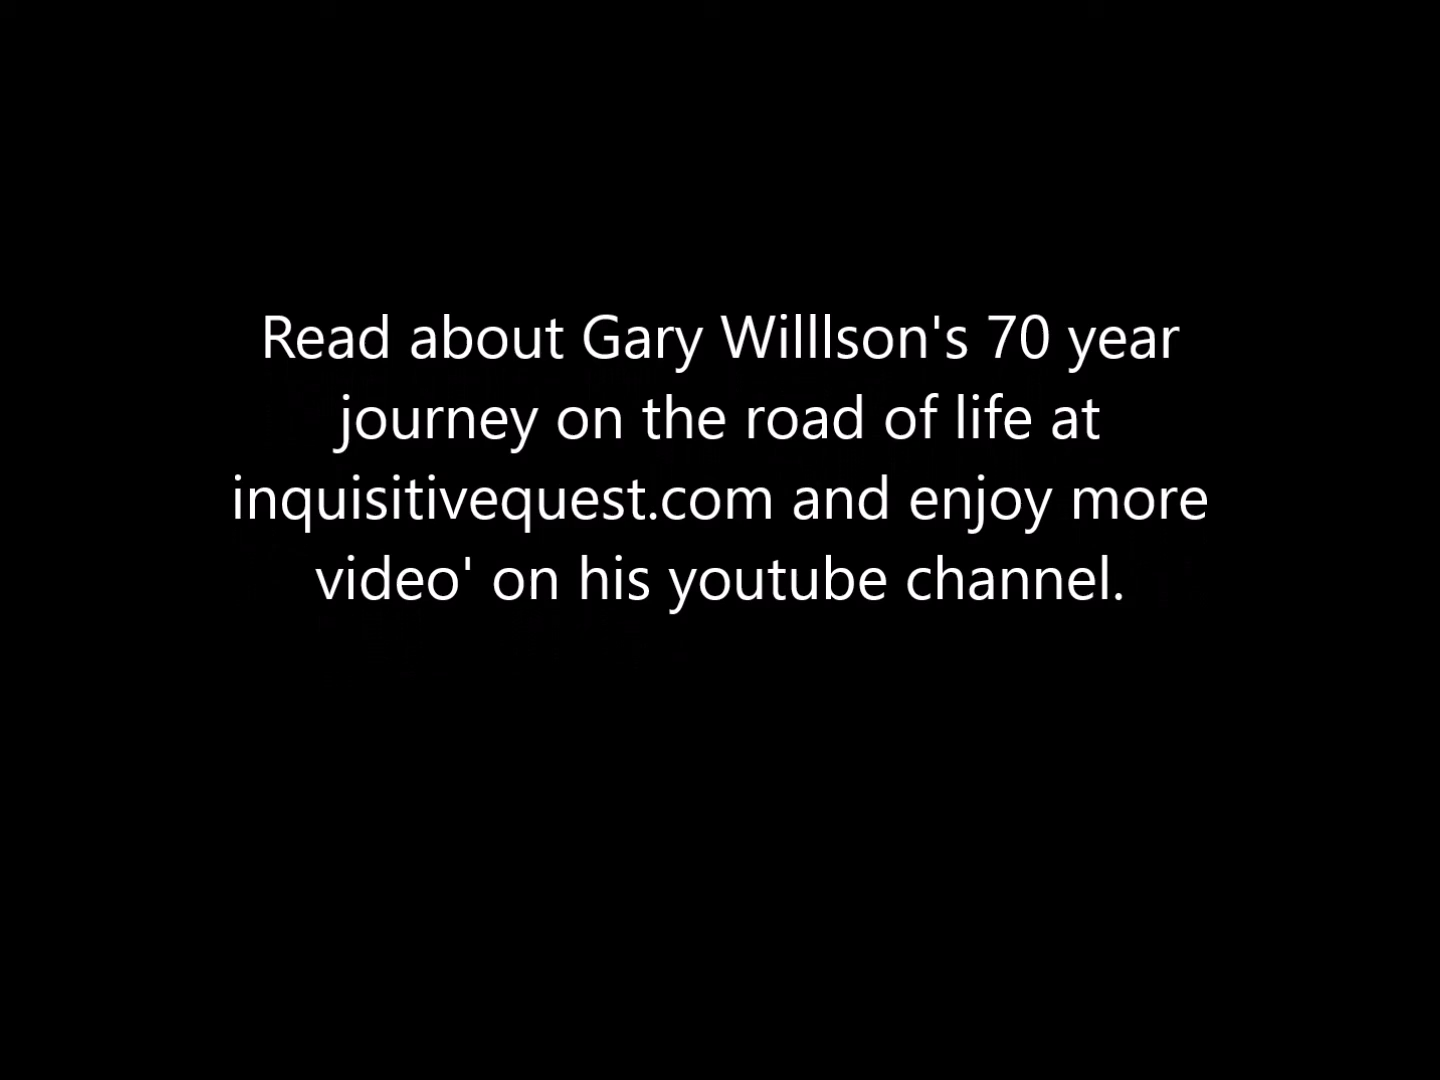 Read about Gary Willlson's 70 year
journey on the road of life at
inquisitivequest.com and enjoy more
video' on his youtube channel.